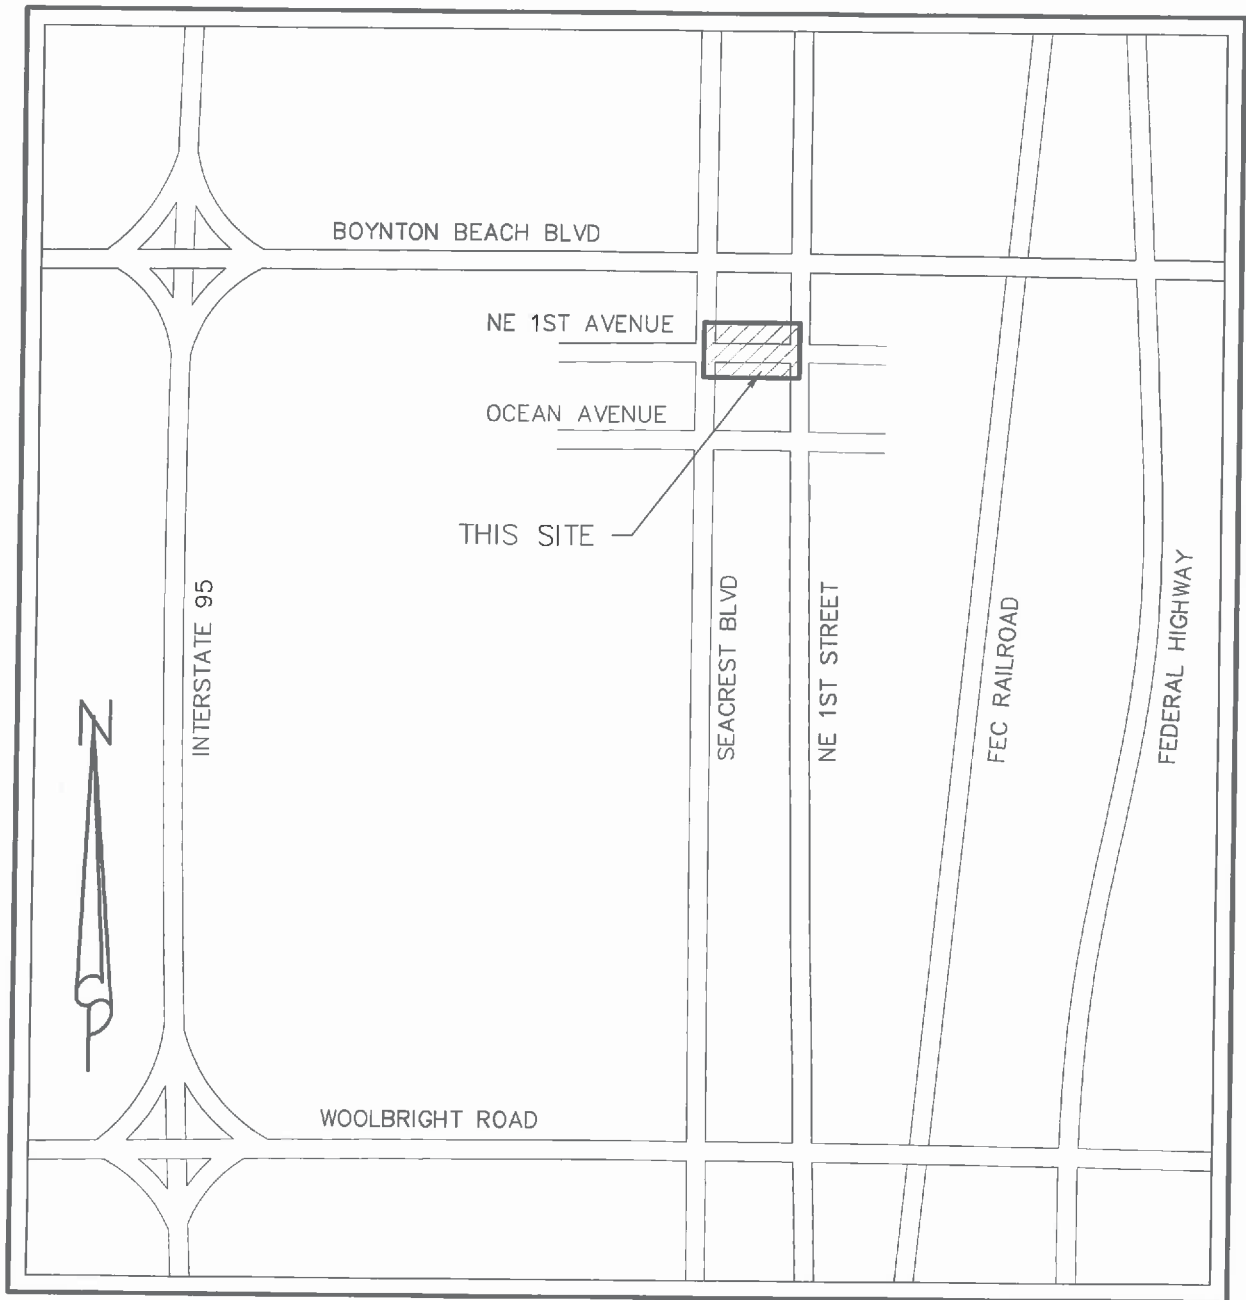 BOYNTON BEACH BLVD
NE 1ST AVENUE
OCEAN AVENUE
THIS SITE
INTERSTATE 95
SEACREST BLVD
NE 1ST STREET
FEC RAILROAD
FEDERAL HIGHWAY
N
WOOLBRIGHT ROAD